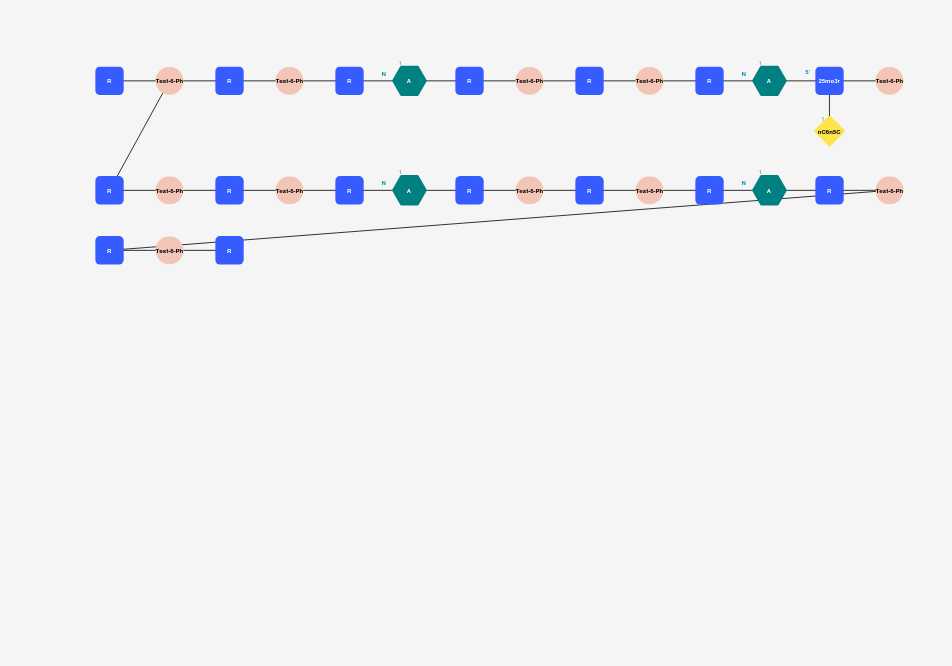 R Test-6-Ph R Test-6-Ph R N 1 A R Test-6-Ph R Test-6-Ph R N 1 A 5' 25mo3r Test-6-Ph
1 nC6n5C
R Test-6-Ph R Test-6-Ph R N 1 A R Test-6-Ph R Test-6-Ph R N 1 A R Test-6-Ph
R Test-6-Ph R